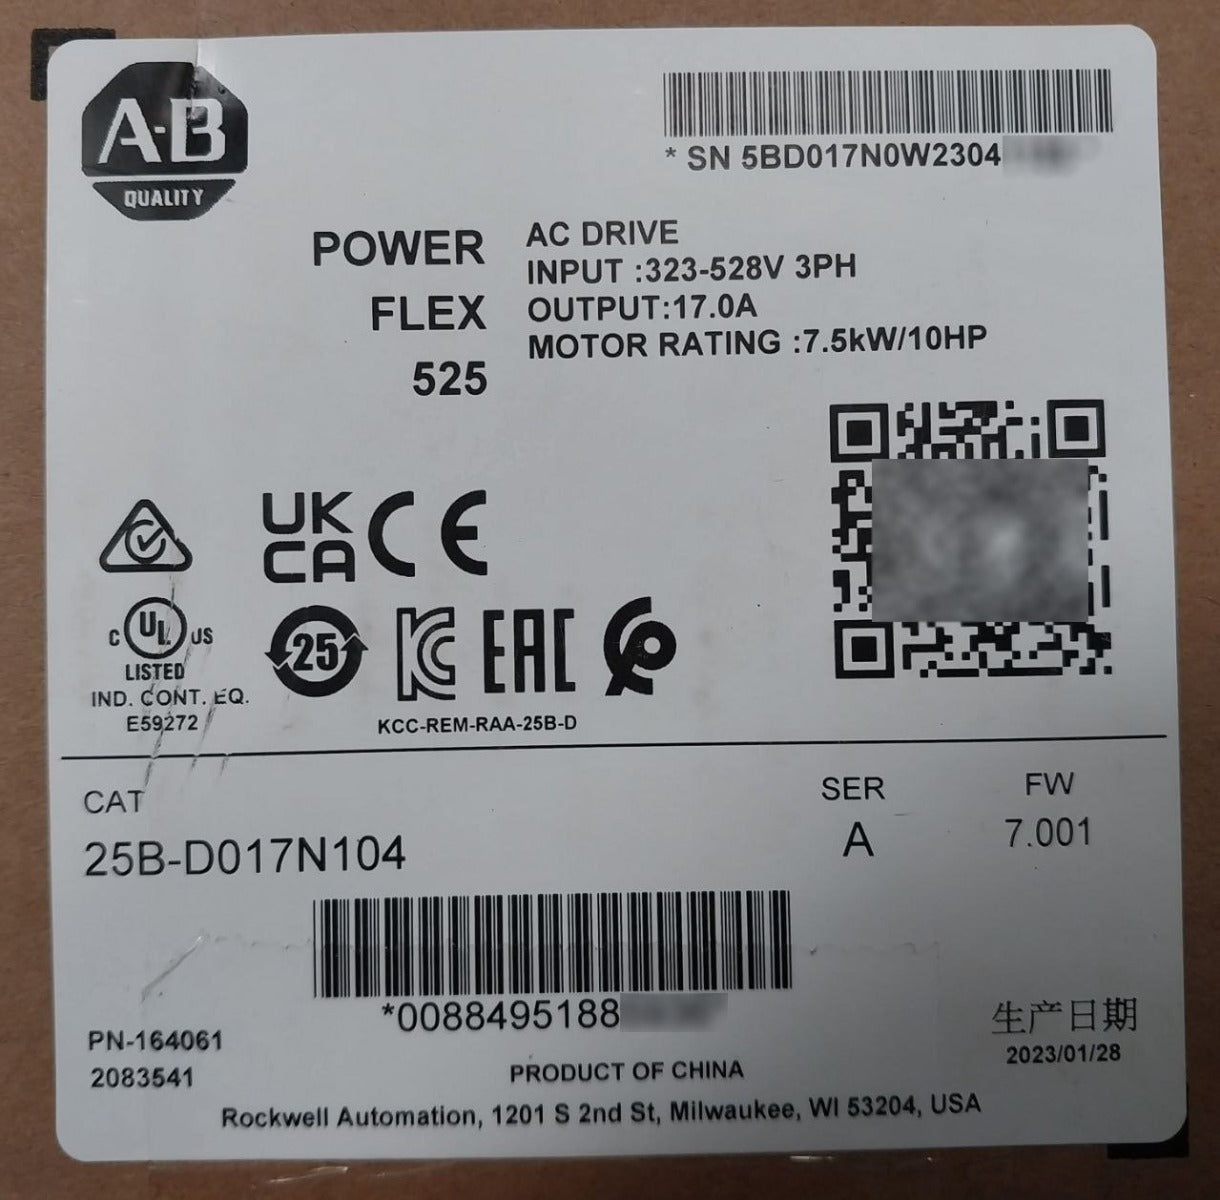 A-B
QUALITY
* SN 5BD017N0W2304
POWER
FLEX
525
AC DRIVE
INPUT :323-528V 3PH
OUTPUT:17.0A
MOTOR RATING :7.5kW/10HP
UK
CA CE
C UL US
LISTED
IND. CONT. EQ.
E59272
25
KC EAC
KCC-REM-RAA-25B-D
CAT
25B-D017N104
SER
A
FW
7.001
*0088495188
PN-164061
2083541
生产日期
2023/01/28
PRODUCT OF CHINA
Rockwell Automation, 1201 S 2nd St, Milwaukee, WI 53204, USA